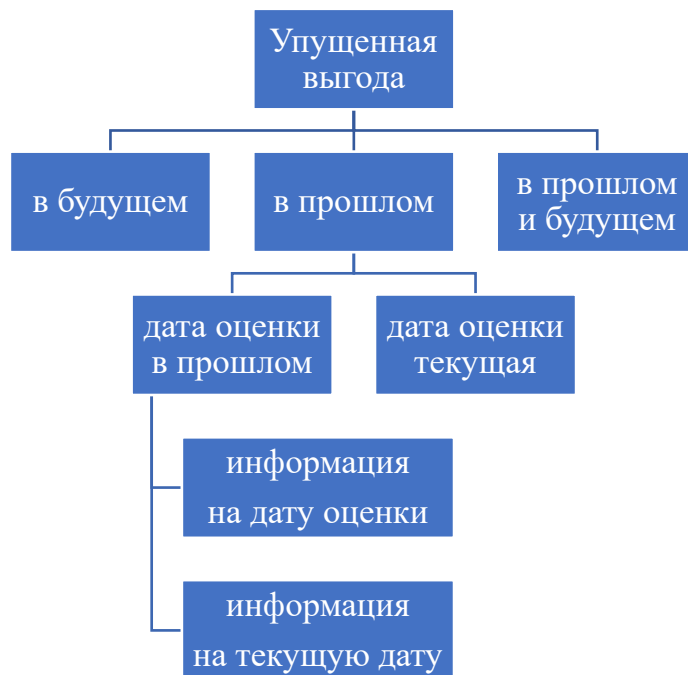 Упущенная
выгода
в будущем
в прошлом
в прошлом
и будущем
дата оценки
в прошлом
дата оценки
текущая
информация
на дату оценки
информация
на текущую дату